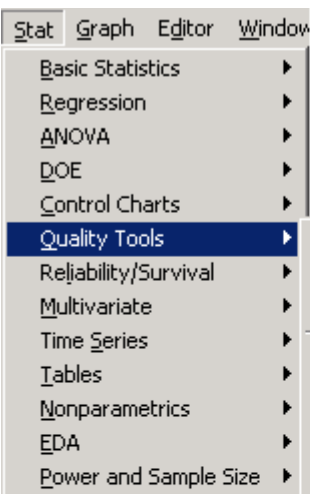 Stat Graph Editor Window
Basic Statistics
Regression
ANOVA
DOE
Control Charts
Quality Tools
Reliability/Survival
Multivariate
Time Series
Tables
Nonparametrics
EDA
Power and Sample Size